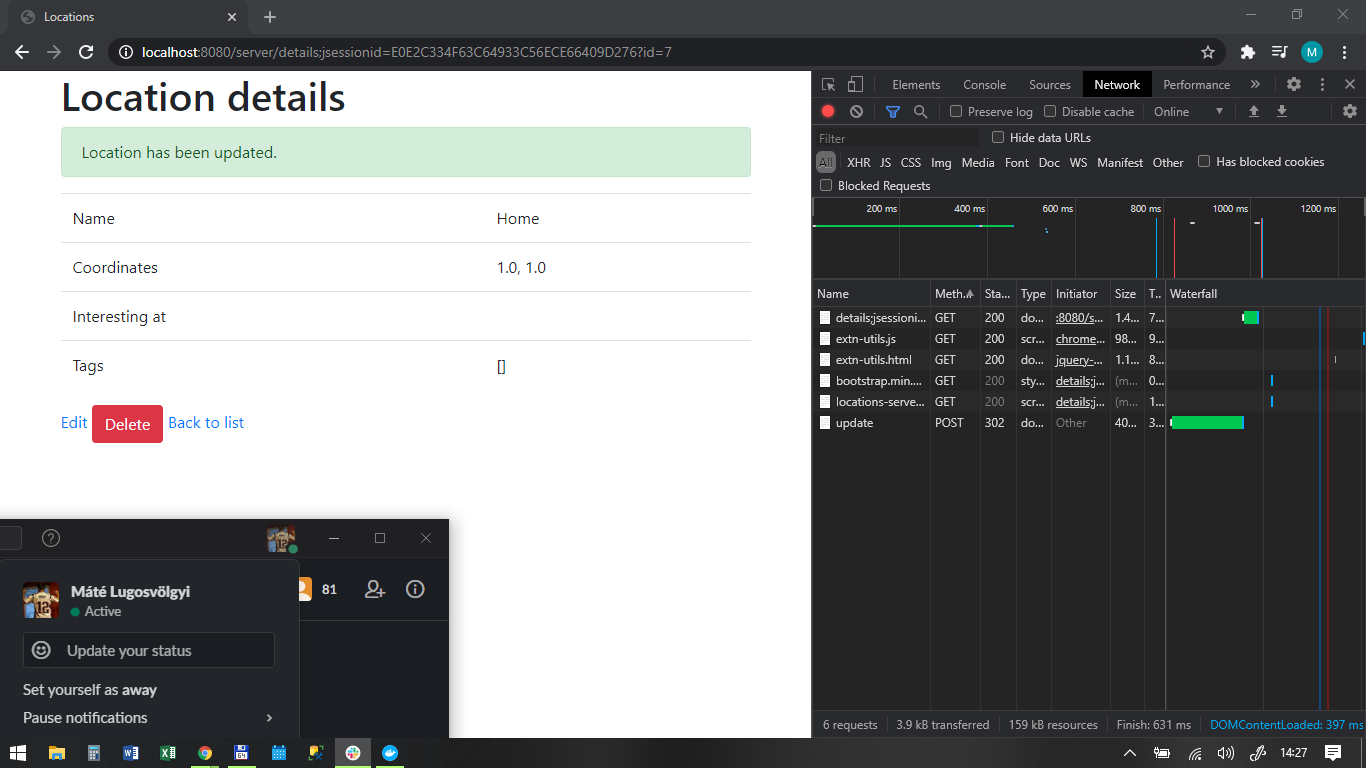 Locations
localhost:8080/server/details;jsessionid=E0E2C334F63C64933C56ECE66409D276?id=7
M
Location details
Location has been updated.
Name Home
Coordinates 1.0, 1.0
Interesting at
Tags []
Edit Delete Back to list
Elements Console Sources Network Performance »
Preserve log Disable cache Online
Filter Hide data URLs
All XHR JS CSS Img Media Font Doc WS Manifest Other Has blocked cookies
Blocked Requests
200 ms 400 ms 600 ms 800 ms 1000 ms 1200 ms
Name Meth... Sta... Type Initiator Size T... Waterfall
details;jsessioni... GET 200 do... :8080/s... 1.4... 7...
extn-utils.js GET 200 scr... chrome... 98... 9...
extn-utils.html GET 200 do... jquery-... 1.1... 8...
bootstrap.min.... GET 200 sty... details;j... (m... 0...
locations-serve... GET 200 scr... details;j... (m... 1...
update POST 302 do... Other 40... 3...
6 requests 3.9 kB transferred 159 kB resources Finish: 631 ms DOMContentLoaded: 397 ms
81
Máté Lugosvölgyi
Active
Update your status
Set yourself as away
Pause notifications
64
14:27